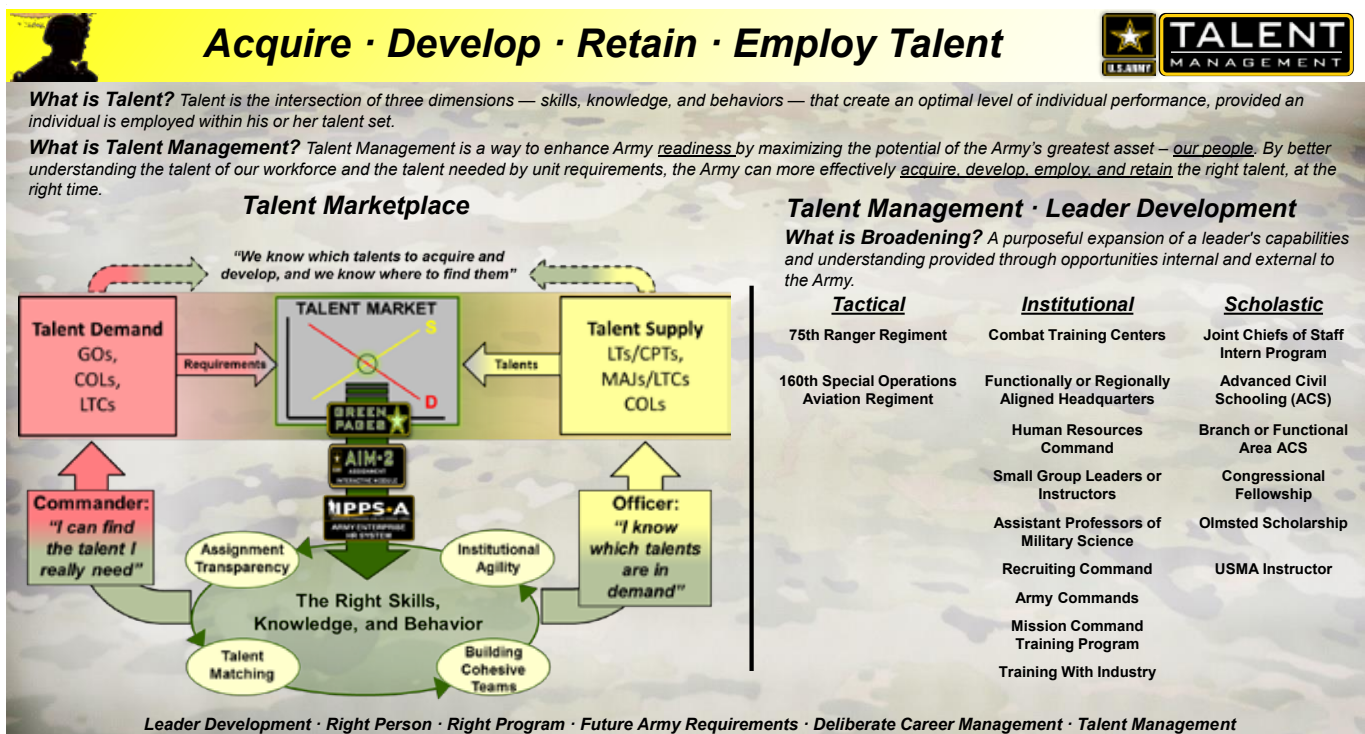 Acquire · Develop · Retain · Employ Talent
U.S.ARMY
TALENT
MANAGEMENT
What is Talent? Talent is the intersection of three dimensions — skills, knowledge, and behaviors — that create an optimal level of individual performance, provided an
individual is employed within his or her talent set.
What is Talent Management? Talent Management is a way to enhance Army readiness by maximizing the potential of the Army's greatest asset – our people. By better
understanding the talent of our workforce and the talent needed by unit requirements, the Army can more effectively acquire, develop, employ, and retain the right talent, at the
right time.
Talent Marketplace
"We know which talents to acquire and
develop, and we know where to find them"
Talent Demand
GOs,
COLs,
LTCs
Requirements
TALENT MARKET
S
D
Talents
Talent Supply
LTs/CPTs,
MAJs/LTCs
COLs
GREEN
PAGES
AIM·2
ASSIGNMENT
INTERACTIVE MODULE
IPPS·A
ARMY ENTERPRISE
HR SYSTEM
Commander:
"I can find
the talent I
really need"
Officer:
"I know
which talents
are in
demand"
Assignment
Transparency
Institutional
Agility
The Right Skills,
Knowledge, and Behavior
Talent
Matching
Building
Cohesive
Teams
Talent Management · Leader Development
What is Broadening? A purposeful expansion of a leader's capabilities
and understanding provided through opportunities internal and external to
the Army.
Tactical
75th Ranger Regiment
160th Special Operations
Aviation Regiment
Institutional
Combat Training Centers
Functionally or Regionally
Aligned Headquarters
Human Resources
Command
Small Group Leaders or
Instructors
Assistant Professors of
Military Science
Recruiting Command
Army Commands
Mission Command
Training Program
Training With Industry
Scholastic
Joint Chiefs of Staff
Intern Program
Advanced Civil
Schooling (ACS)
Branch or Functional
Area ACS
Congressional
Fellowship
Olmsted Scholarship
USMA Instructor
Leader Development · Right Person · Right Program · Future Army Requirements · Deliberate Career Management · Talent Management